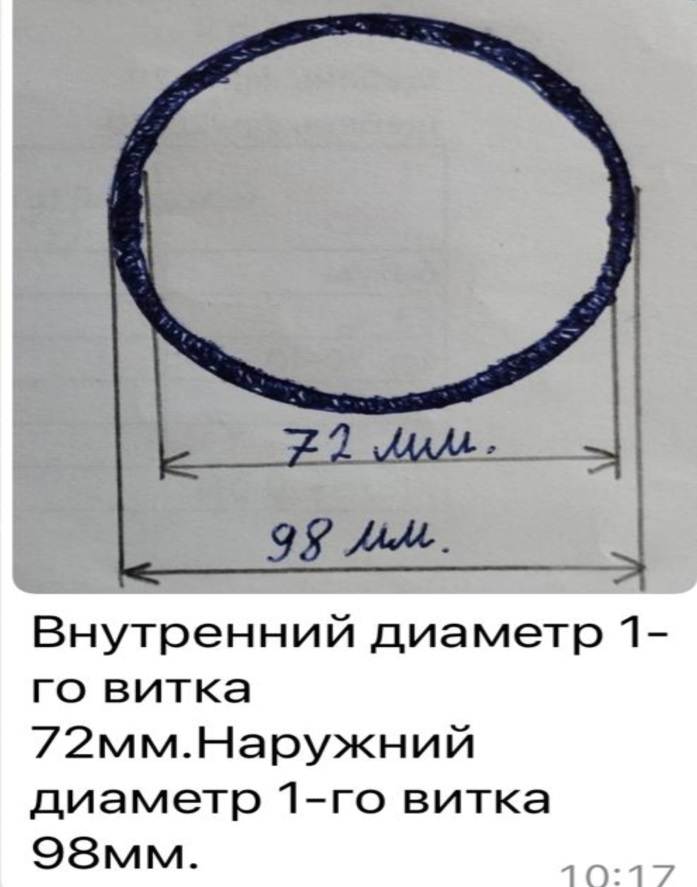 72 мм.
98 мм.
Внутренний диаметр 1-
го витка
72мм.Наружний
диаметр 1-го витка
98мм.
10:17